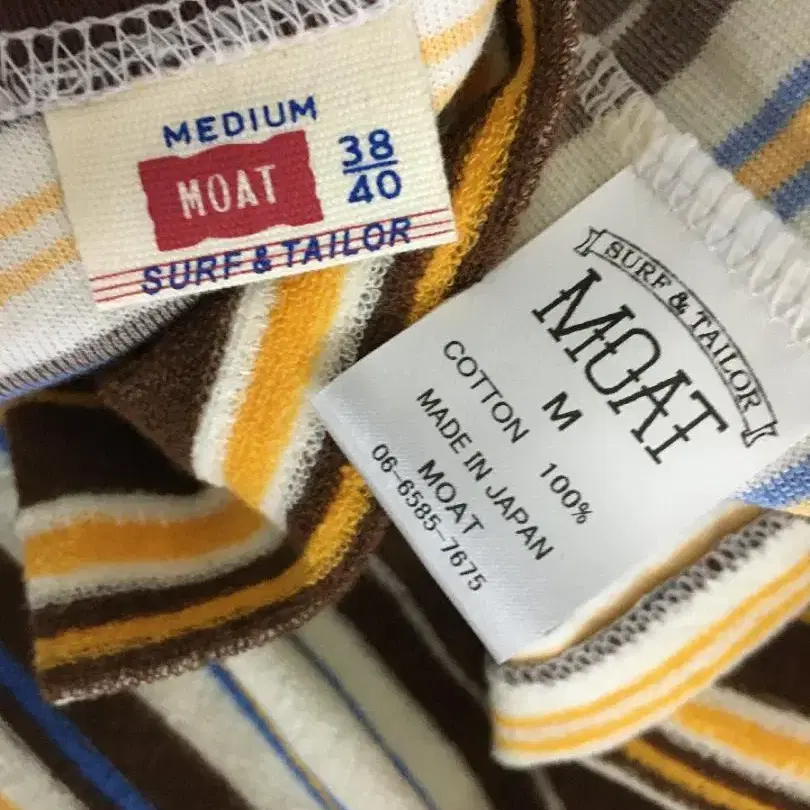 MEDIUM
MOAT
38
40
SURF & TAILOR
SURF & TAILOR
MOAT
M
COTTON 100%
MADE IN JAPAN
MOAT
06-6585-7675